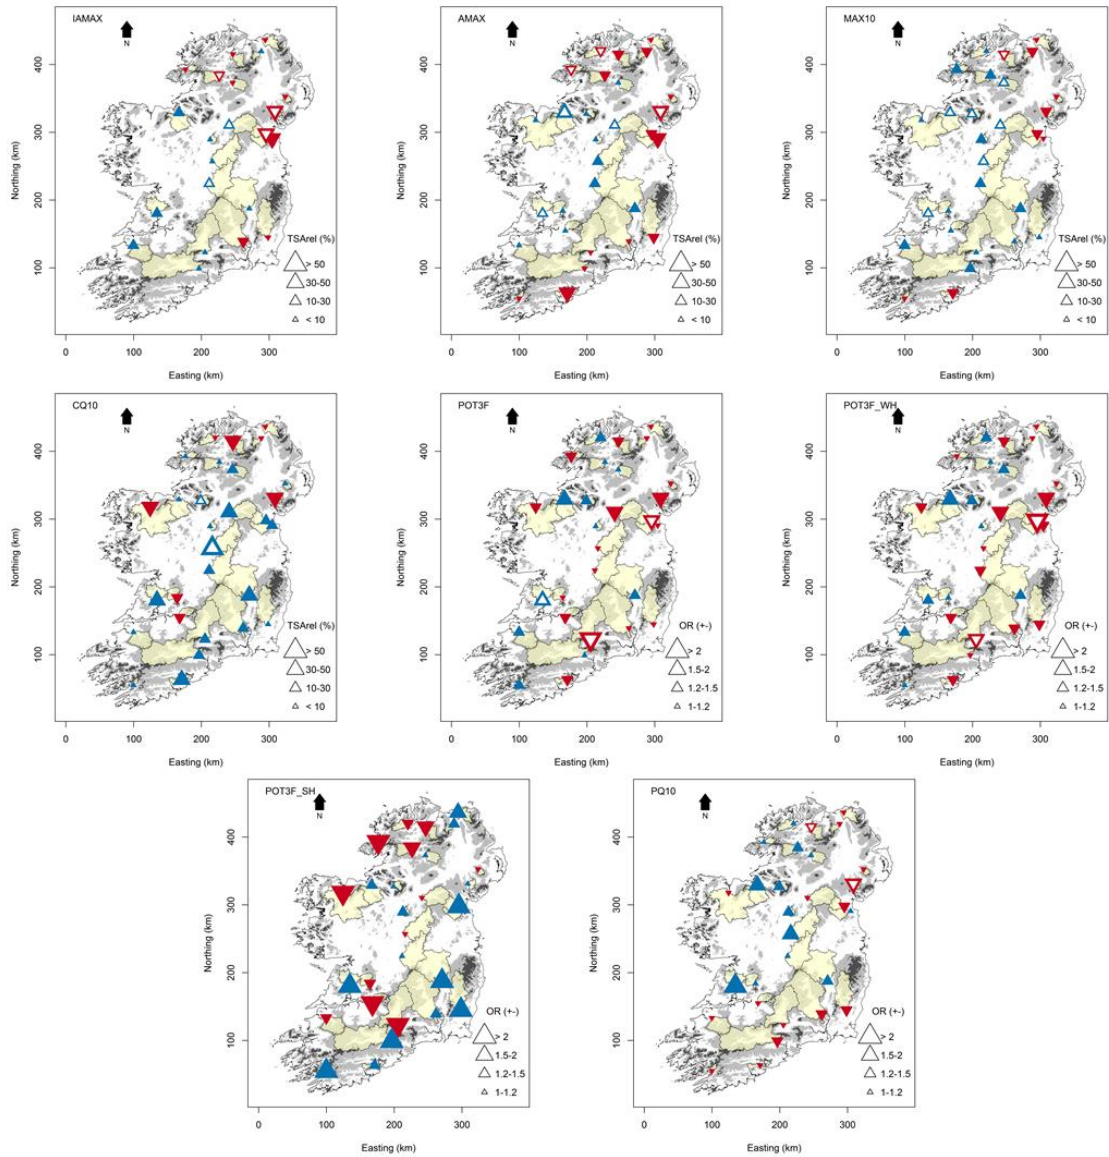 IAMAX
N
Northing (km)
400
300
200
100
TSArel (%)
> 50
30-50
10-30
< 10
0 100 200 300
Easting (km)
AMAX
N
Northing (km)
400
300
200
100
TSArel (%)
> 50
30-50
10-30
< 10
0 100 200 300
Easting (km)
MAX10
N
Northing (km)
400
300
200
100
TSArel (%)
> 50
30-50
10-30
< 10
0 100 200 300
Easting (km)
CQ10
N
Northing (km)
400
300
200
100
TSArel (%)
> 50
30-50
10-30
< 10
0 100 200 300
Easting (km)
POT3F
N
Northing (km)
400
300
200
100
OR (+-)
> 2
1.5-2
1.2-1.5
1-1.2
0 100 200 300
Easting (km)
POT3F_WH
N
Northing (km)
400
300
200
100
OR (+-)
> 2
1.5-2
1.2-1.5
1-1.2
0 100 200 300
Easting (km)
POT3F_SH
N
Northing (km)
400
300
200
100
OR (+-)
> 2
1.5-2
1.2-1.5
1-1.2
0 100 200 300
Easting (km)
PQ10
N
Northing (km)
400
300
200
100
OR (+-)
> 2
1.5-2
1.2-1.5
1-1.2
0 100 200 300
Easting (km)